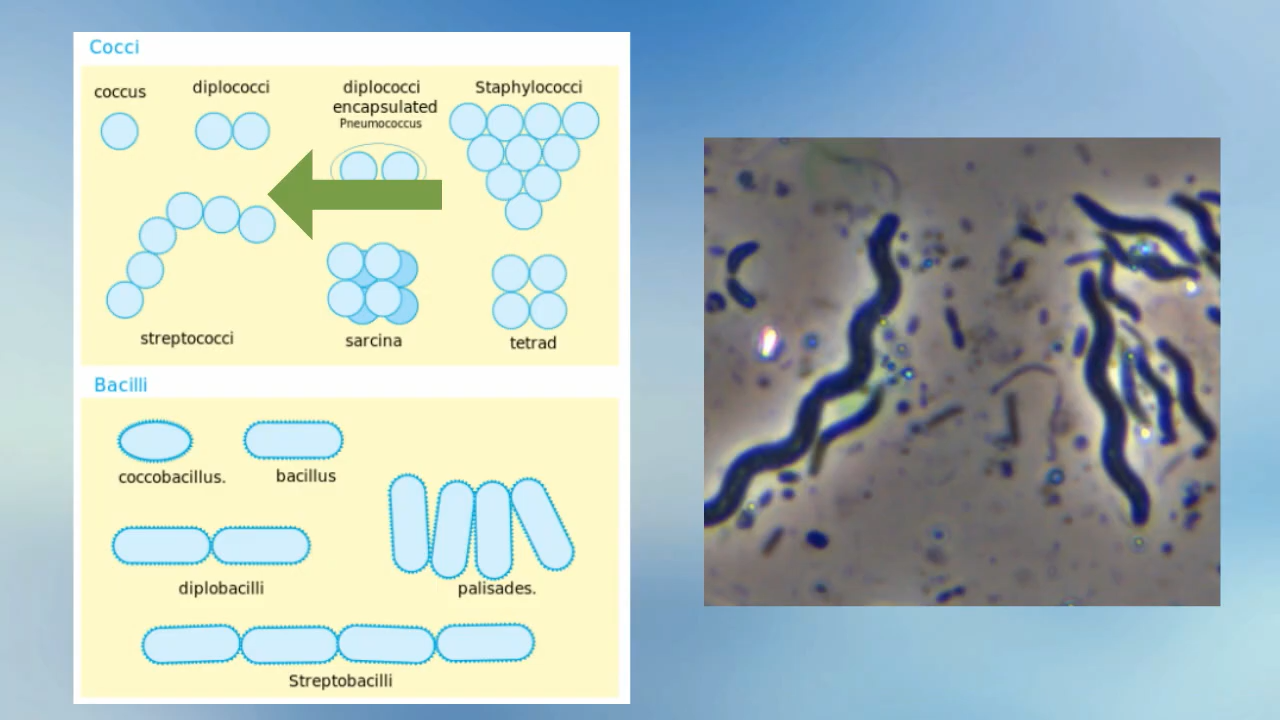 Cocci
coccus
diplococci
diplococci
encapsulated
Pneumococcus
Staphylococci
streptococci
sarcina
tetrad
Bacilli
coccobacillus.
bacillus
diplobacilli
palisades.
Streptobacilli